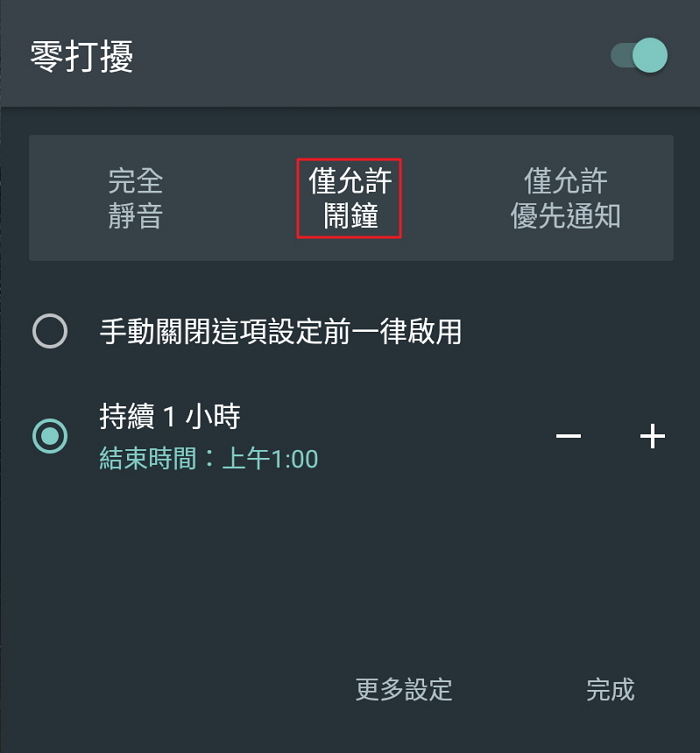 零打擾
完全
靜音
僅允許
鬧鐘
僅允許
優先通知
手動關閉這項設定前一律啟用
持續 1 小時
結束時間：上午1:00
更多設定
完成